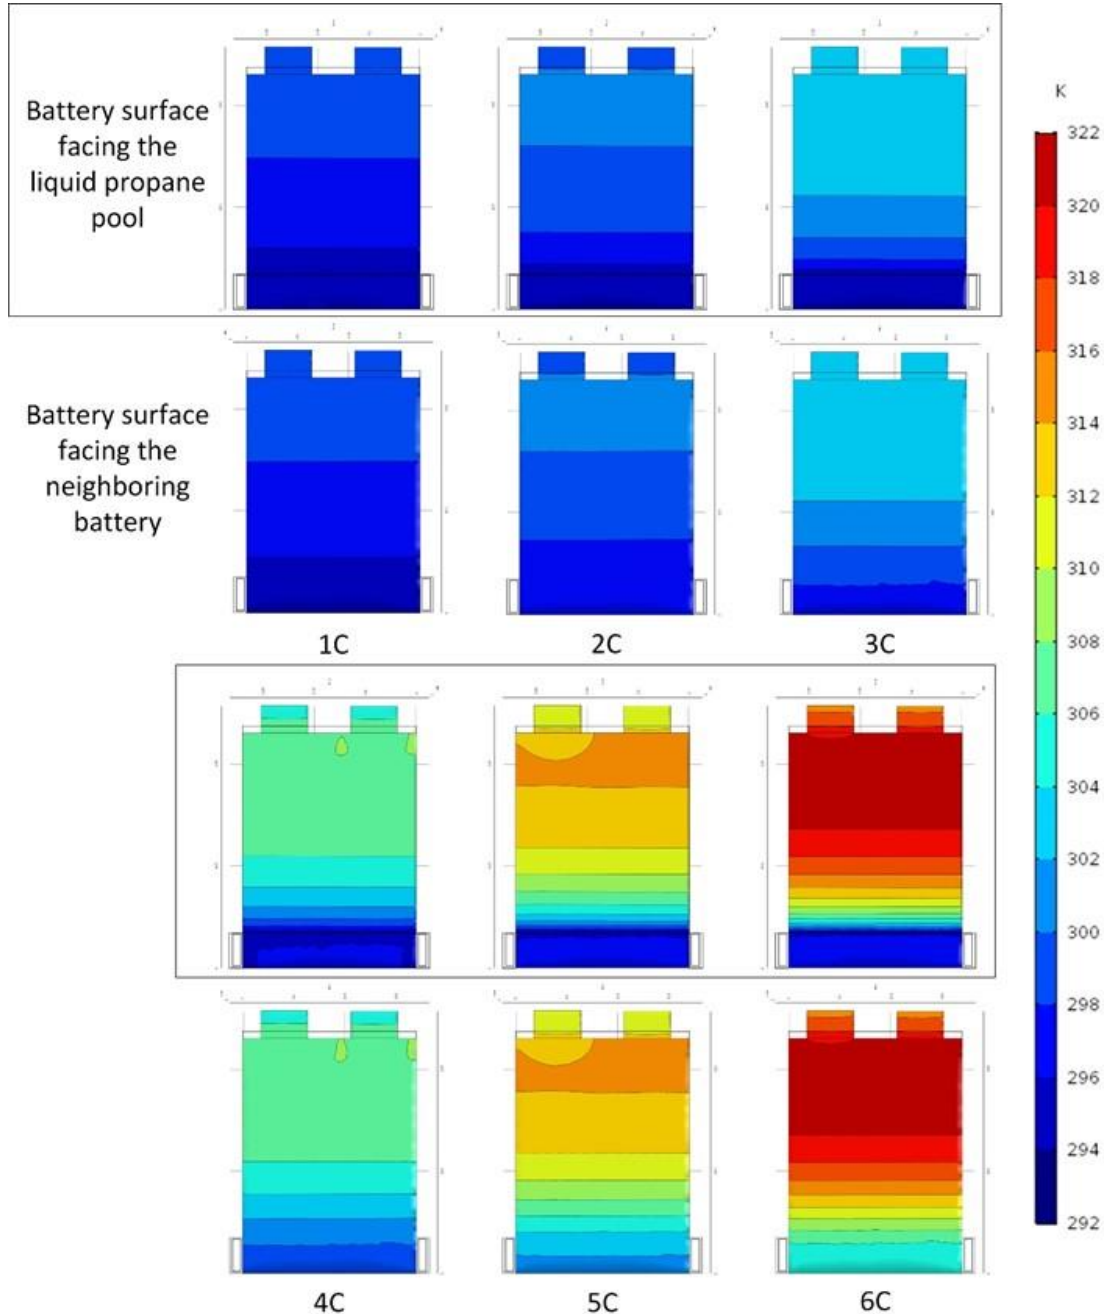 Battery surface
facing the
liquid propane
pool
Battery surface
facing the
neighboring
battery
1C
2C
3C
4C
5C
6C
K
322
320
318
316
314
312
310
308
306
304
302
300
298
296
294
292